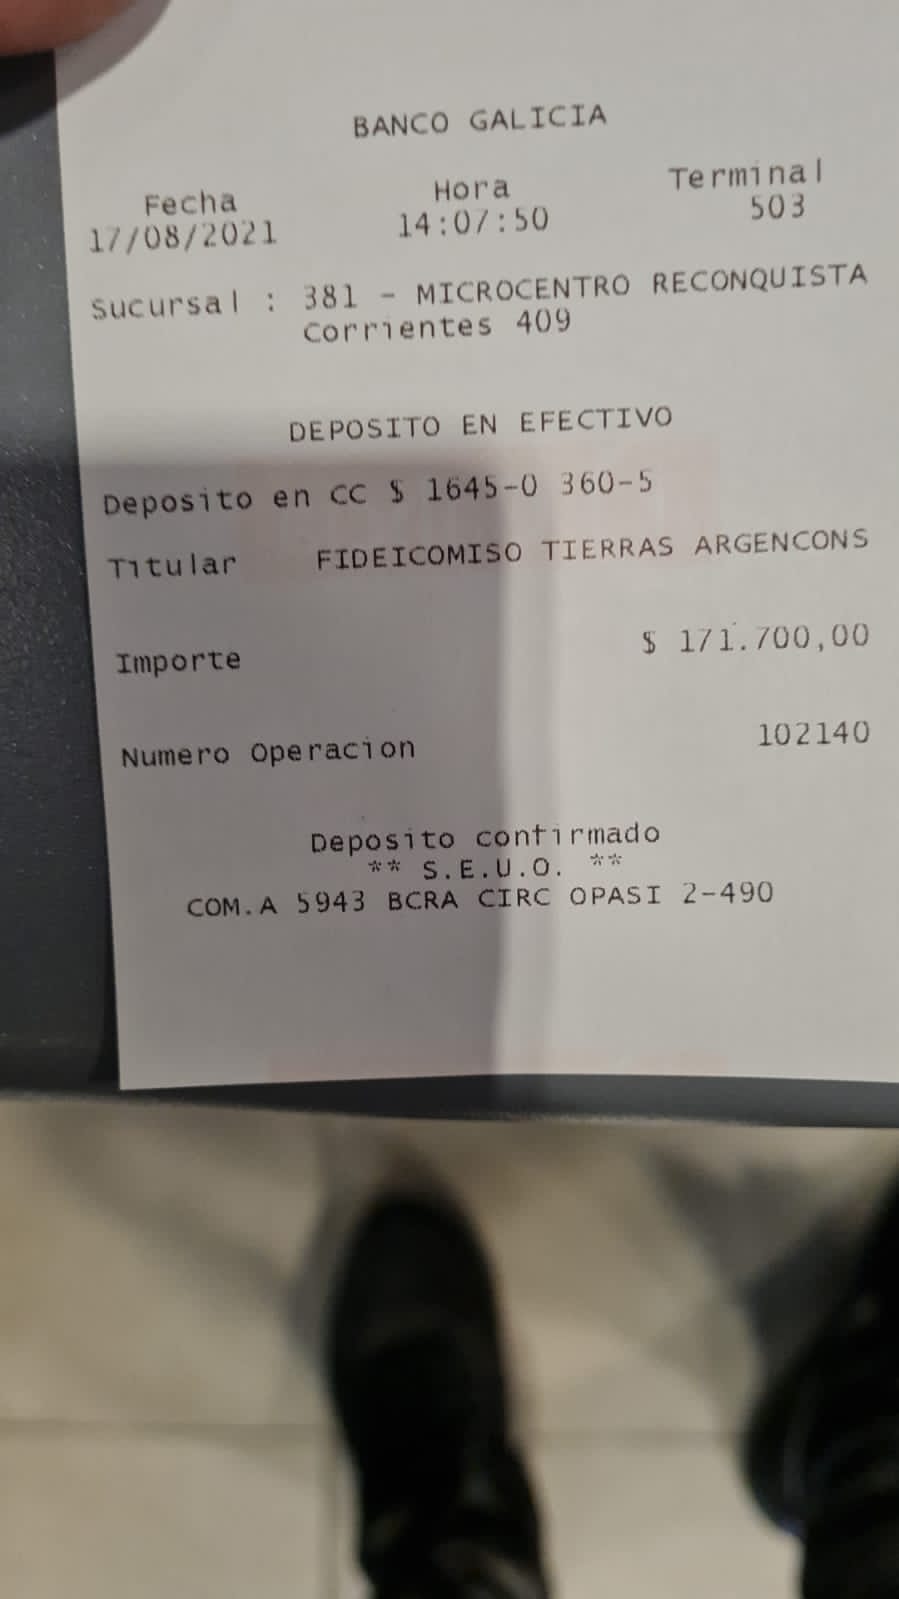 BANCO GALICIA
Fecha Hora Terminal
17/08/2021 14:07:50 503
Sucursal : 381 - MICROCENTRO RECONQUISTA
Corrientes 409
DEPOSITO EN EFECTIVO
Deposito en CC $ 1645-0 360-5
Titular FIDEICOMISO TIERRAS ARGENCONS
Importe $ 171.700,00
Numero Operacion 102140
Deposito confirmado
** S.E.U.O. **
COM.A 5943 BCRA CIRC OPASI 2-490